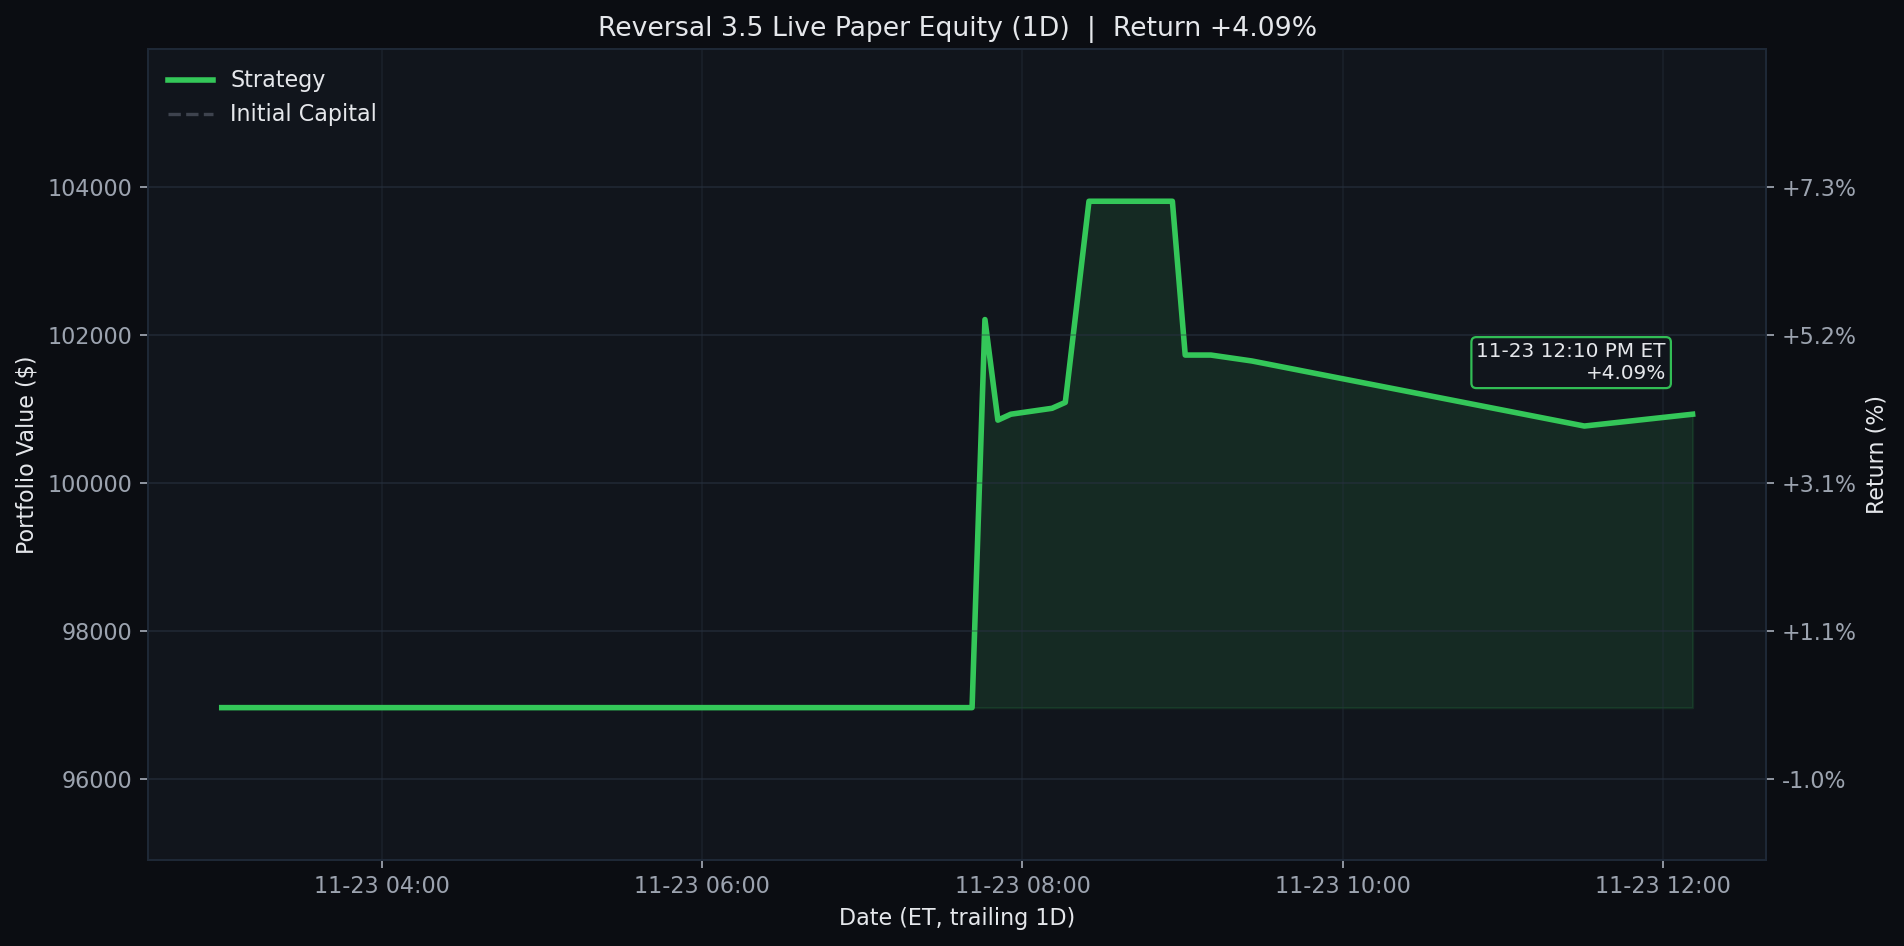 Reversal 3.5 Live Paper Equity (1D)  |  Return +4.09%
Strategy
Initial Capital
104000
102000
100000
98000
96000
Portfolio Value ($)
+7.3%
+5.2%
+3.1%
+1.1%
-1.0%
Return (%)
11-23 12:10 PM ET
+4.09%
11-23 04:00
11-23 06:00
11-23 08:00
11-23 10:00
11-23 12:00
Date (ET, trailing 1D)